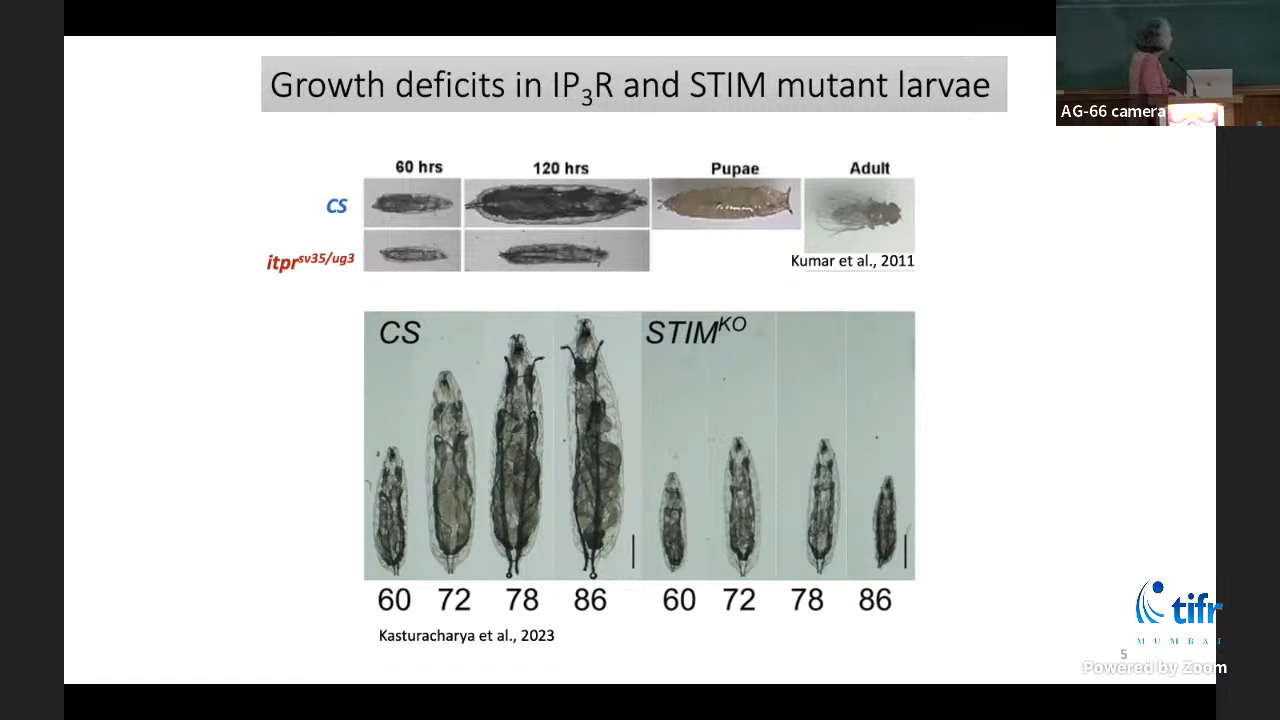 Growth deficits in IP3R and STIM mutant larvae
AG-66 camera
60 hrs 120 hrs Pupae Adult
CS
itpr^sv35/ug3
Kumar et al., 2011
CS STIM^KO
60 72 78 86 60 72 78 86
Kasturacharya et al., 2023
tifr
MUMBAI
5
Powered by Zoom